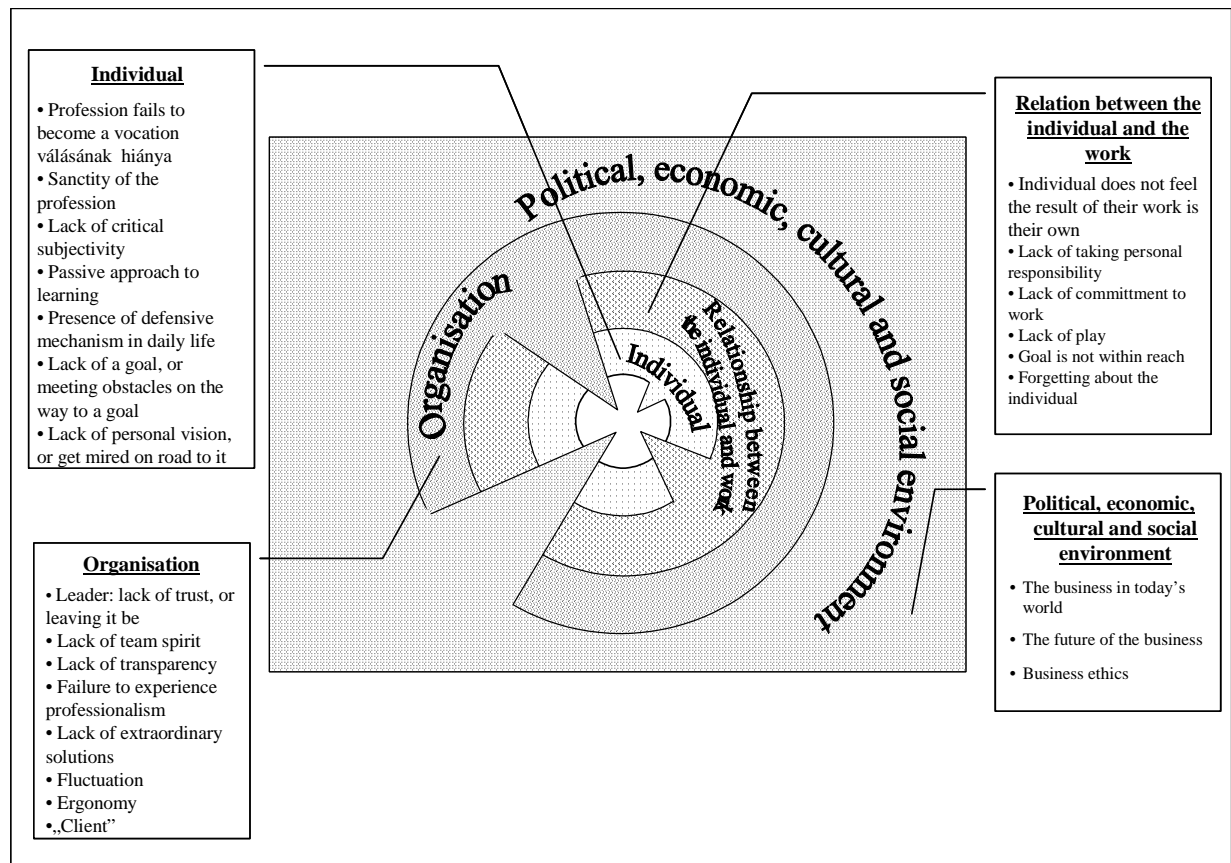 Individual
• Profession fails to
become a vocation
válásának hiánya
• Sanctity of the
profession
• Lack of critical
subjectivity
• Passive approach to
learning
• Presence of defensive
mechanism in daily life
• Lack of a goal, or
meeting obstacles on the
way to a goal
• Lack of personal vision,
or get mired on road to it
Organisation
• Leader: lack of trust, or
leaving it be
• Lack of team spirit
• Lack of transparency
• Failure to experience
professionalism
• Lack of extraordinary
solutions
• Fluctuation
• Ergonomy
• „Client”
Political, economic, cultural and social environment
Organisation
Individual
Relationship between
the individual and work
Relation between the
individual and the
work
• Individual does not feel
the result of their work is
their own
• Lack of taking personal
responsibility
• Lack of committment to
work
• Lack of play
• Goal is not within reach
• Forgetting about the
individual
Political, economic,
cultural and social
environment
• The business in today’s
world
• The future of the business
• Business ethics